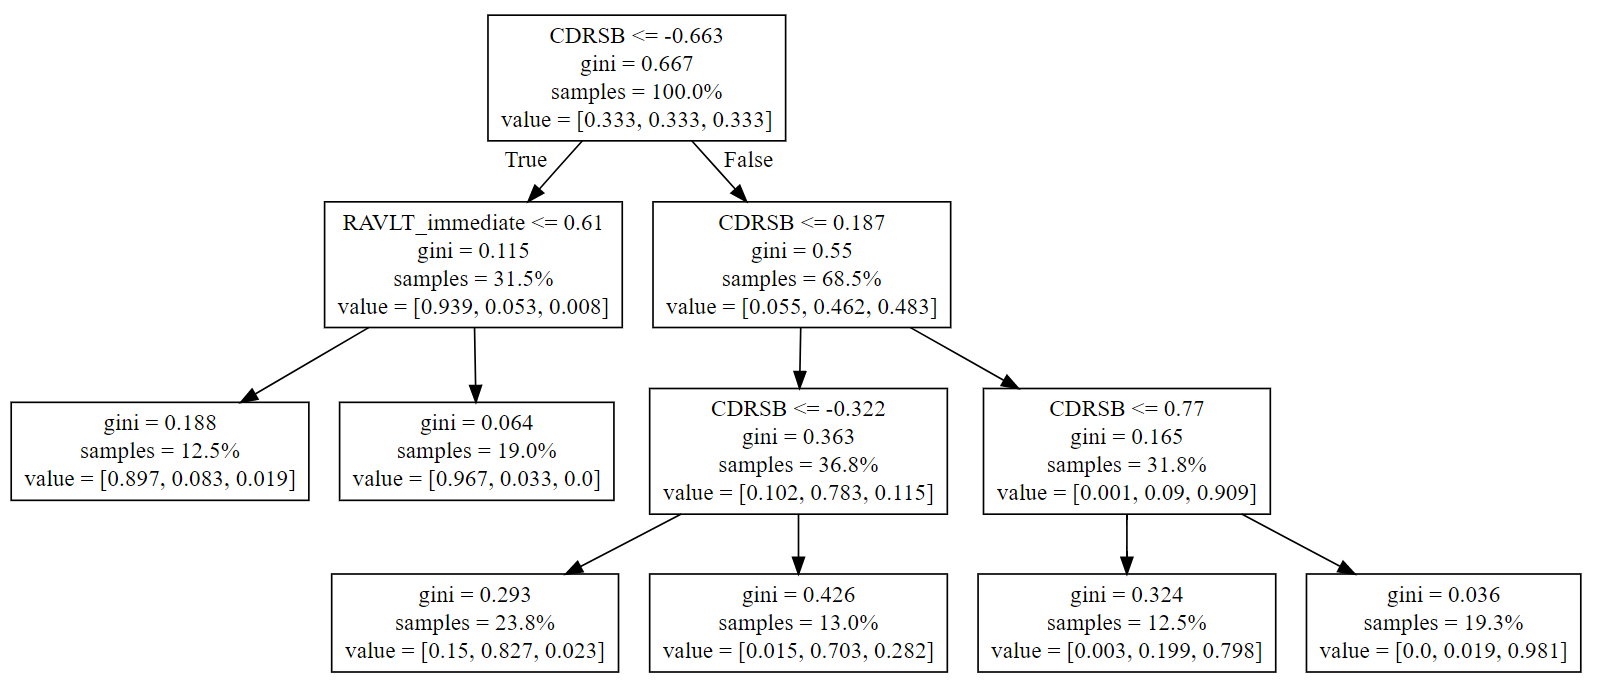 CDRSB <= -0.663
gini = 0.667
samples = 100.0%
value = [0.333, 0.333, 0.333]
True
False
RAVLT_immediate <= 0.61
gini = 0.115
samples = 31.5%
value = [0.939, 0.053, 0.008]
CDRSB <= 0.187
gini = 0.55
samples = 68.5%
value = [0.055, 0.462, 0.483]
gini = 0.188
samples = 12.5%
value = [0.897, 0.083, 0.019]
gini = 0.064
samples = 19.0%
value = [0.967, 0.033, 0.0]
CDRSB <= -0.322
gini = 0.363
samples = 36.8%
value = [0.102, 0.783, 0.115]
CDRSB <= 0.77
gini = 0.165
samples = 31.8%
value = [0.001, 0.09, 0.909]
gini = 0.293
samples = 23.8%
value = [0.15, 0.827, 0.023]
gini = 0.426
samples = 13.0%
value = [0.015, 0.703, 0.282]
gini = 0.324
samples = 12.5%
value = [0.003, 0.199, 0.798]
gini = 0.036
samples = 19.3%
value = [0.0, 0.019, 0.981]